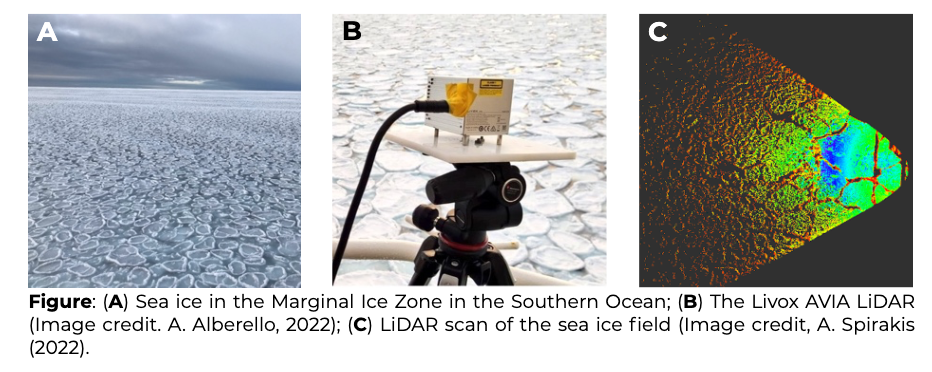 A
B
C
Figure: (A) Sea ice in the Marginal Ice Zone in the Southern Ocean; (B) The Livox AVIA LiDAR
(Image credit. A. Alberello, 2022); (C) LiDAR scan of the sea ice field (Image credit, A. Spirakis
(2022).